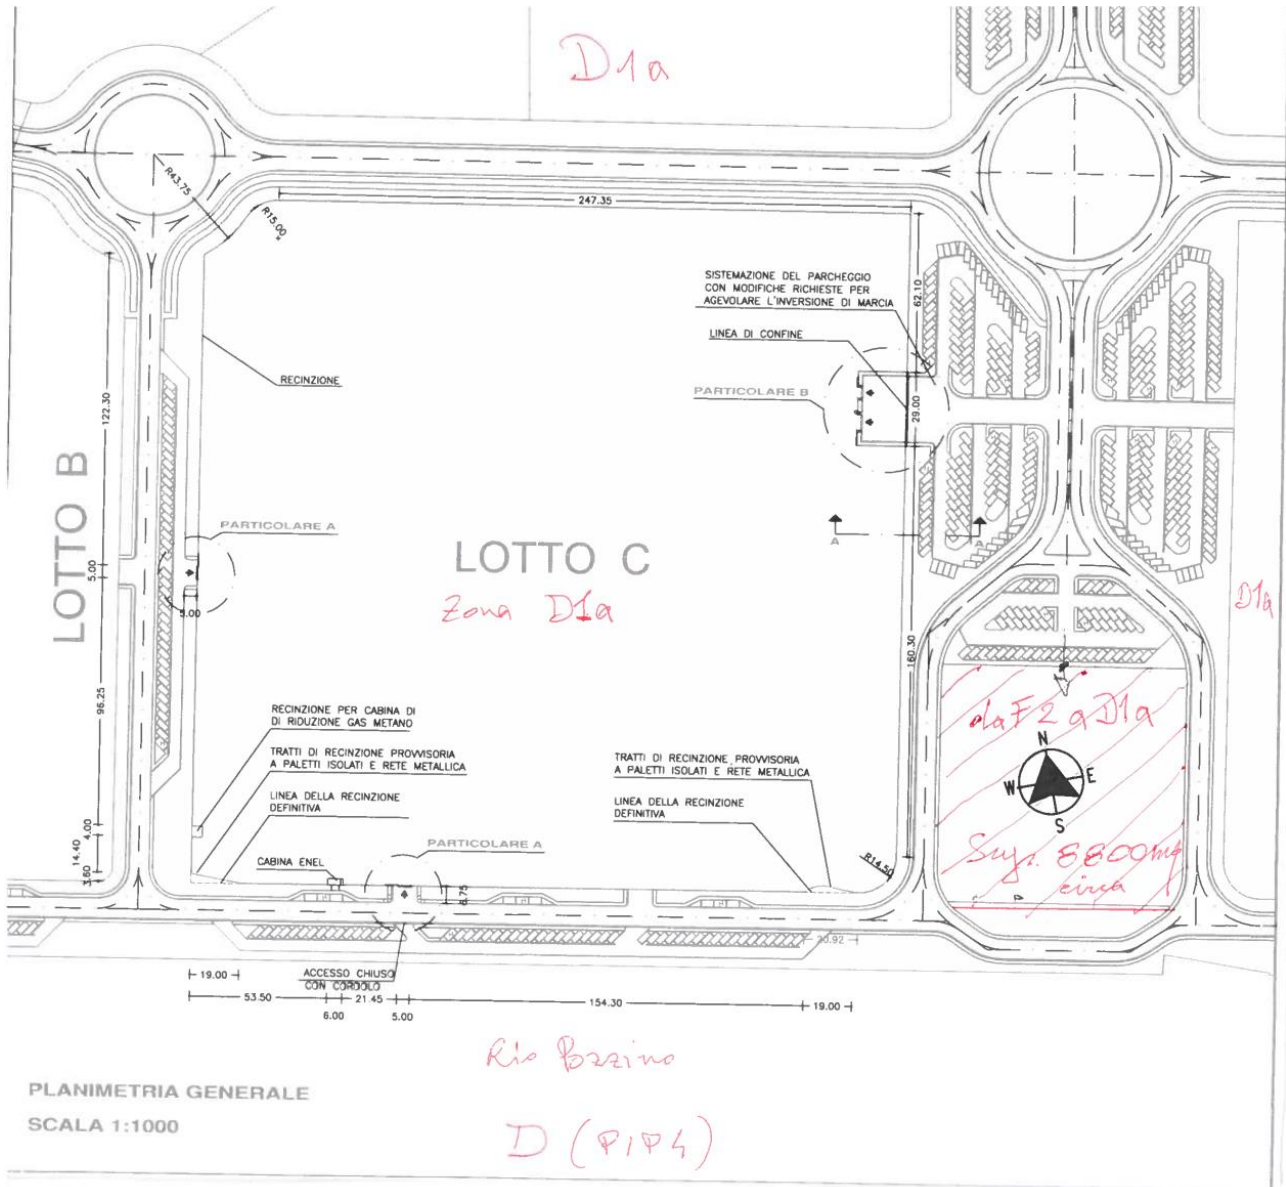 D1a
R43.75
R15.00
247.35
SISTEMAZIONE DEL PARCHEGGIO
CON MODIFICHE RICHIESTE PER
AGEVOLARE L'INVERSIONE DI MARCIA
62.10
LINEA DI CONFINE
RECINZIONE
PARTICOLARE B
29.00
122.30
LOTTO B
PARTICOLARE A
LOTTO C
Zona D1a
A
A
5.00
5.00
D1a
160.30
da F2 a D1a
96.25
RECINZIONE PER CABINA DI
DI RIDUZIONE GAS METANO
TRATTI DI RECINZIONE PROVVISORIA
A PALETTI ISOLATI E RETE METALLICA
LINEA DELLA RECINZIONE
DEFINITIVA
TRATTI DI RECINZIONE PROVVISORIA
A PALETTI ISOLATI E RETE METALLICA
LINEA DELLA RECINZIONE
DEFINITIVA
N
W E
S
4.00
14.40
3.60
PARTICOLARE A
CABINA ENEL
6.75
R14.50
Sup. 8800 mq
circa
20.92
19.00
ACCESSO CHIUSO
CON CORDOLO
53.50
21.45
154.30
19.00
6.00
5.00
Rio Bozzino
PLANIMETRIA GENERALE
SCALA 1:1000
D (PIP4)